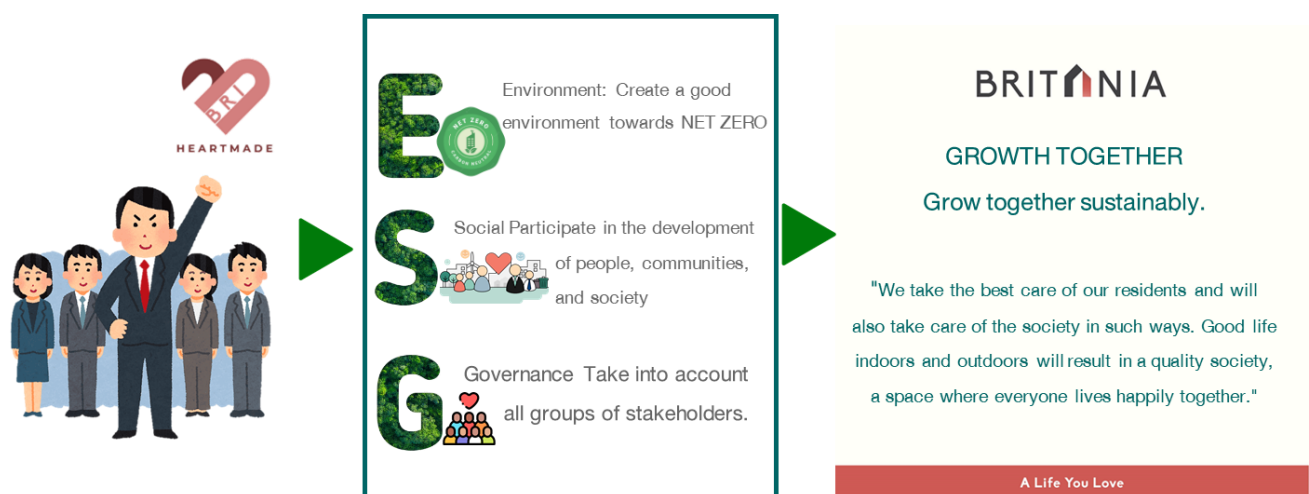 BRI
HEARTMADE
E
Environment: Create a good
environment towards NET ZERO
NET ZERO
CARBON NEUTRAL
S
Social Participate in the development
of people, communities,
and society
G
Governance Take into account
all groups of stakeholders.
BRITANIA
GROWTH TOGETHER
Grow together sustainably.
"We take the best care of our residents and will
also take care of the society in such ways. Good life
indoors and outdoors will result in a quality society,
a space where everyone lives happily together."
A Life You Love